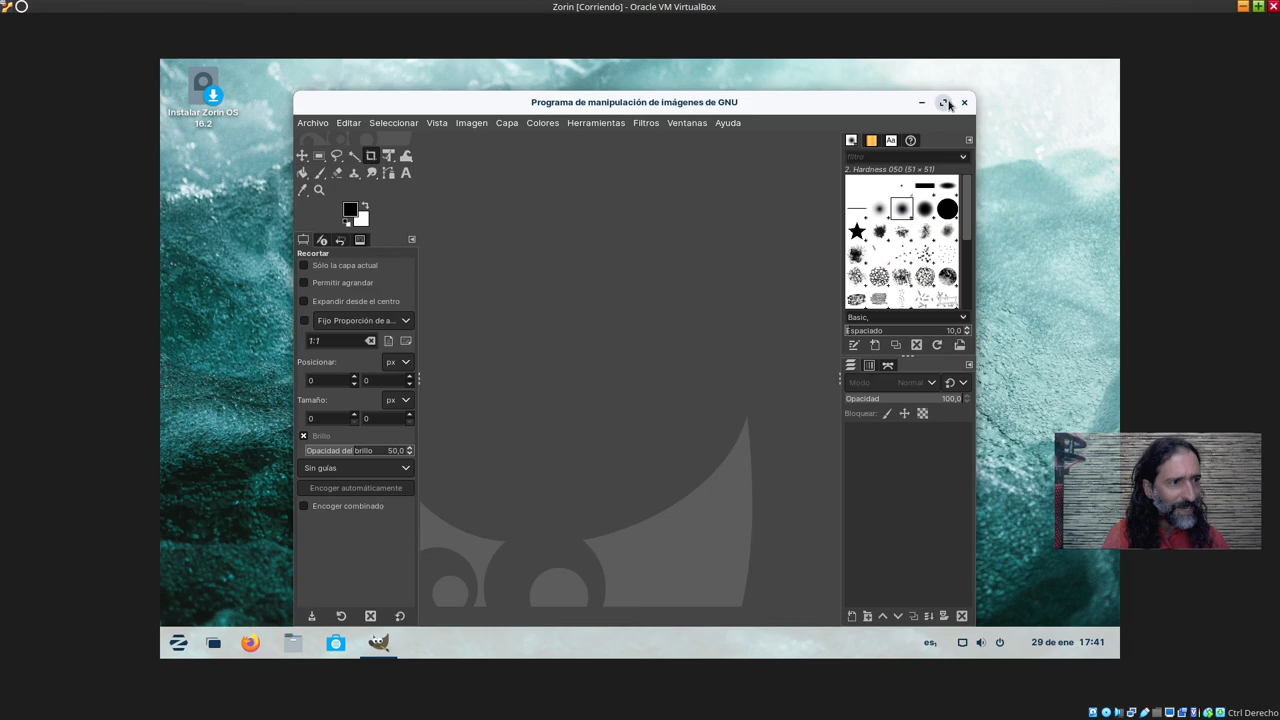 Zorin [Corriendo] - Oracle VM VirtualBox
Instalar Zorin OS
16.2
Programa de manipulación de imágenes de GNU
Archivo Editar Seleccionar Vista Imagen Capa Colores Herramientas Filtros Ventanas Ayuda
Recortar
Sólo la capa actual
Permitir agrandar
Expandir desde el centro
Fijo Proporción de a...
1:1
Posicionar: px
0 0
Tamaño: px
0 0
Brillo
Opacidad del brillo 50,0
Sin guías
Encoger automáticamente
Encoger combinado
Aa
filtro
2. Hardness 050 (51 × 51)
Basic,
Espaciado 10,0
Modo Normal
Opacidad 100,0
Bloquear:
es₁
29 de ene 17:41
Ctrl Derecho